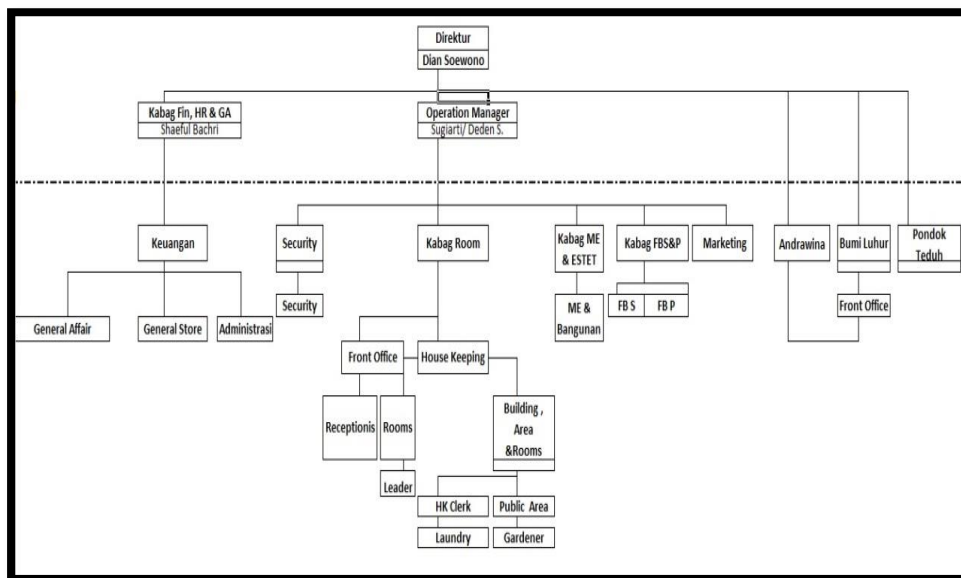 Direktur
Dian Soewono
Kabag Fin, HR & GA
Shaeful Bachri
Operation Manager
Sugiarti/ Deden S.
Keuangan
Security
Kabag Room
Kabag ME
& ESTET
Kabag FBS&P
Marketing
Andrawina
Bumi Luhur
Pondok
Teduh
General Affair
General Store
Administrasi
Security
ME &
Bangunan
FB S
FB P
Front Office
Front Office
House Keeping
Receptionis
Rooms
Building ,
Area
&Rooms
Leader
HK Clerk
Public Area
Laundry
Gardener